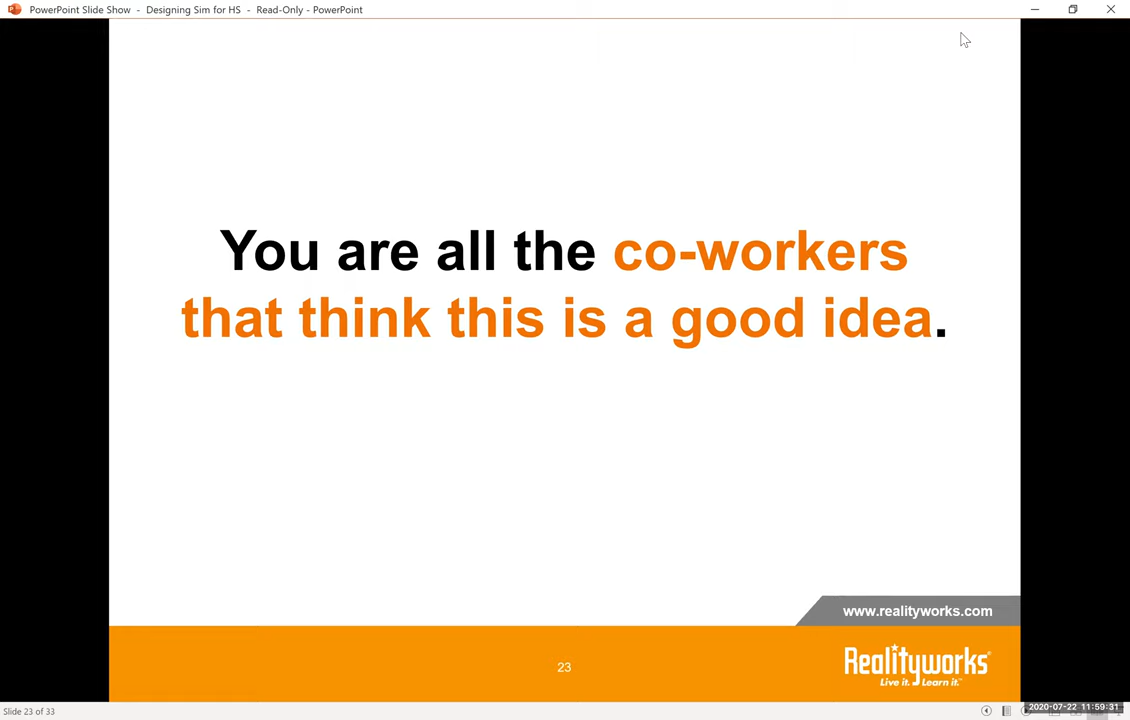 PowerPoint Slide Show - Designing Sim for HS - Read-Only - PowerPoint
You are all the co-workers
that think this is a good idea.
www.realityworks.com
23
Realityworks®
Live it. Learn it.™
Slide 23 of 33
2020-07-22 11:59:31